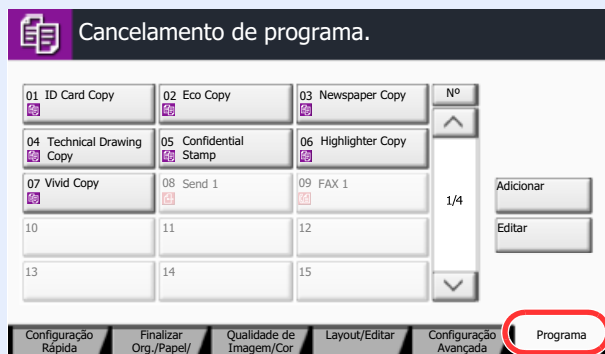 Cancelamento de programa.
01 ID Card Copy
02 Eco Copy
03 Newspaper Copy
Nº
04 Technical Drawing
Copy
05 Confidential
Stamp
06 Highlighter Copy
07 Vivid Copy
08 Send 1
09 FAX 1
1/4
Adicionar
10
11
12
Editar
13
14
15
Configuração
Rápida
Finalizar
Org./Papel/
Qualidade de
Imagem/Cor
Layout/Editar
Configuração
Avançada
Programa